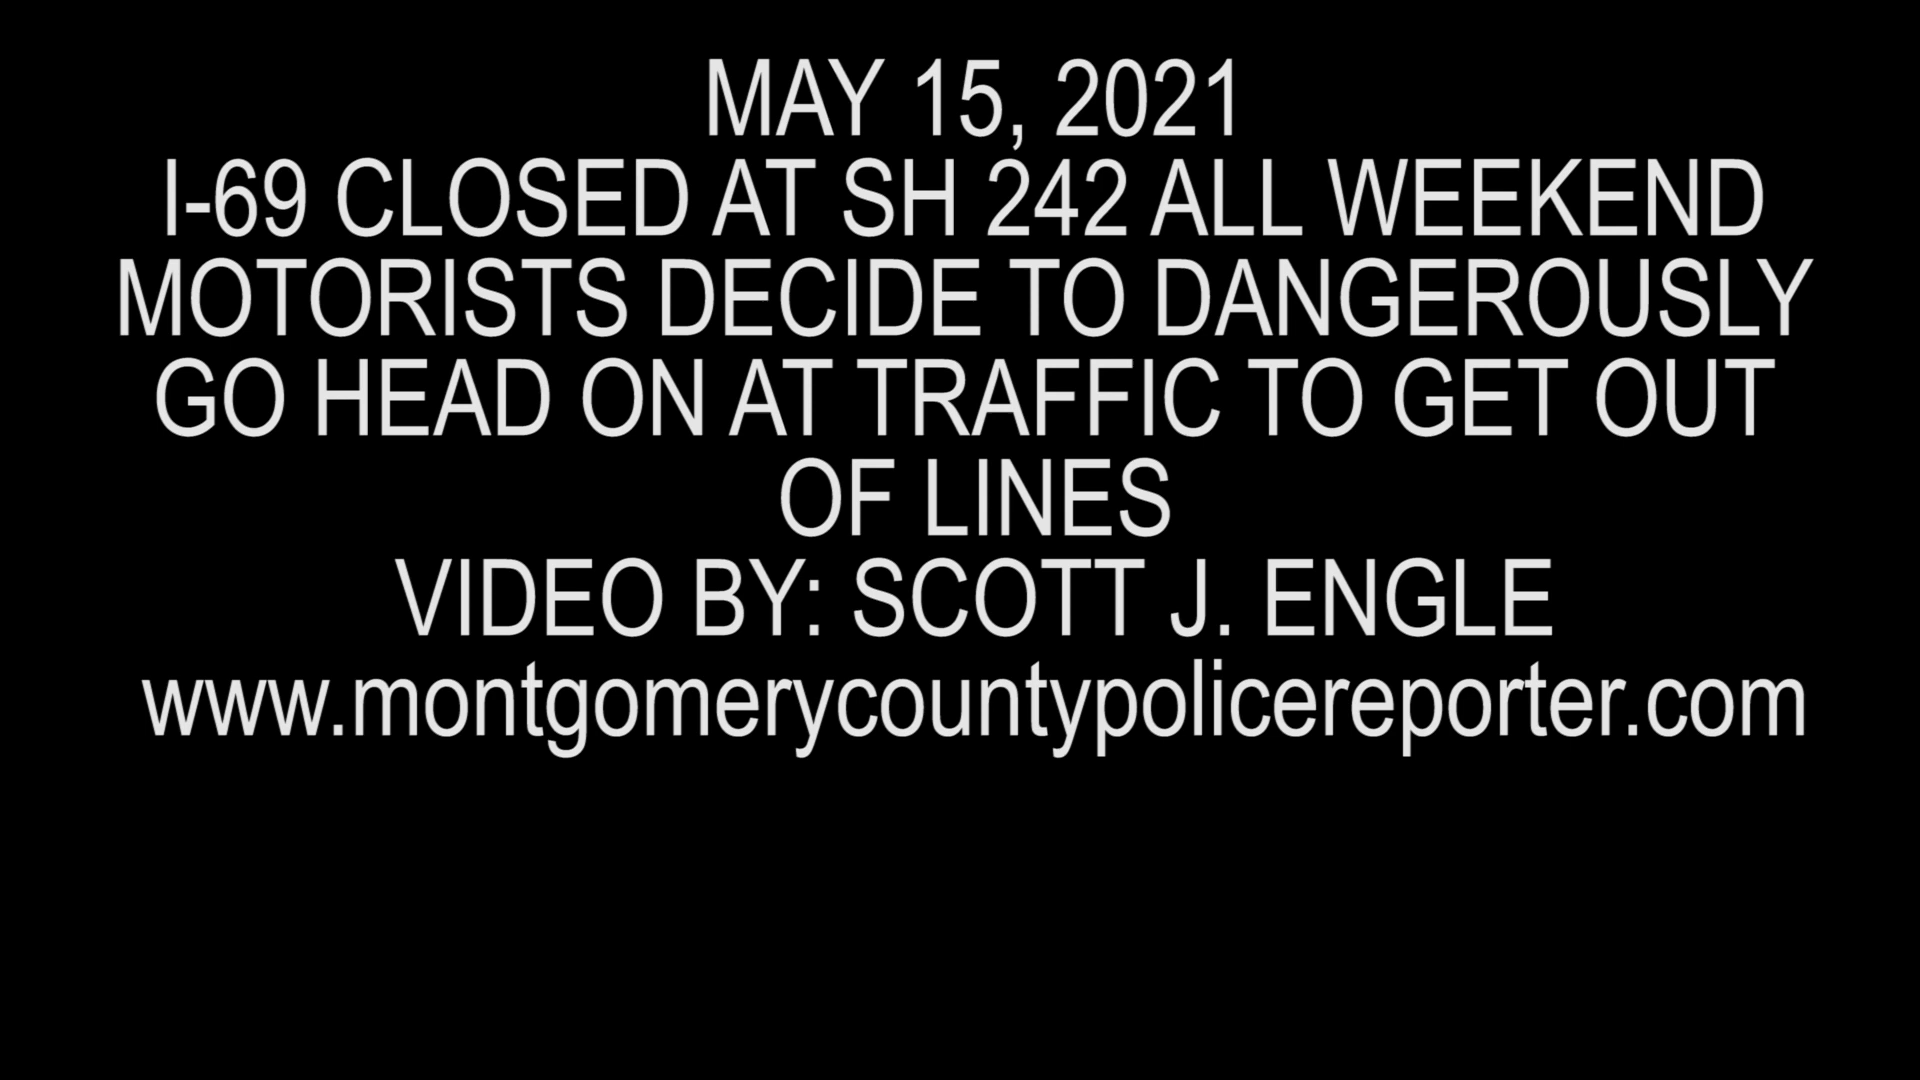 MAY 15, 2021
I-69 CLOSED AT SH 242 ALL WEEKEND
MOTORISTS DECIDE TO DANGEROUSLY
GO HEAD ON AT TRAFFIC TO GET OUT
OF LINES
VIDEO BY: SCOTT J. ENGLE
www.montgomerycountypolicereporter.com